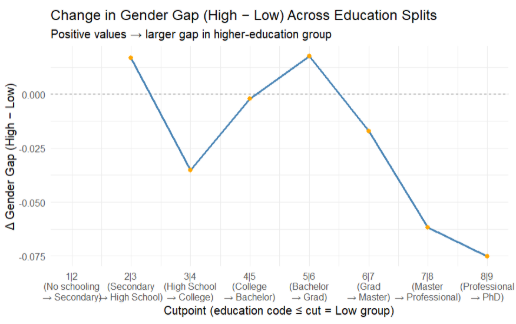 Change in Gender Gap (High − Low) Across Education Splits
Positive values → larger gap in higher-education group
Δ Gender Gap (High − Low)
0.000
-0.025
-0.050
-0.075
1|2 2|3 3|4 4|5 5|6 6|7 7|8 8|9
(No schooling (Secondary (High School (College (Bachelor (Grad (Master (Professional
→ Secondary) → High School) → College) → Bachelor) → Grad) → Master) → Professional) → PhD)
Cutpoint (education code ≤ cut = Low group)